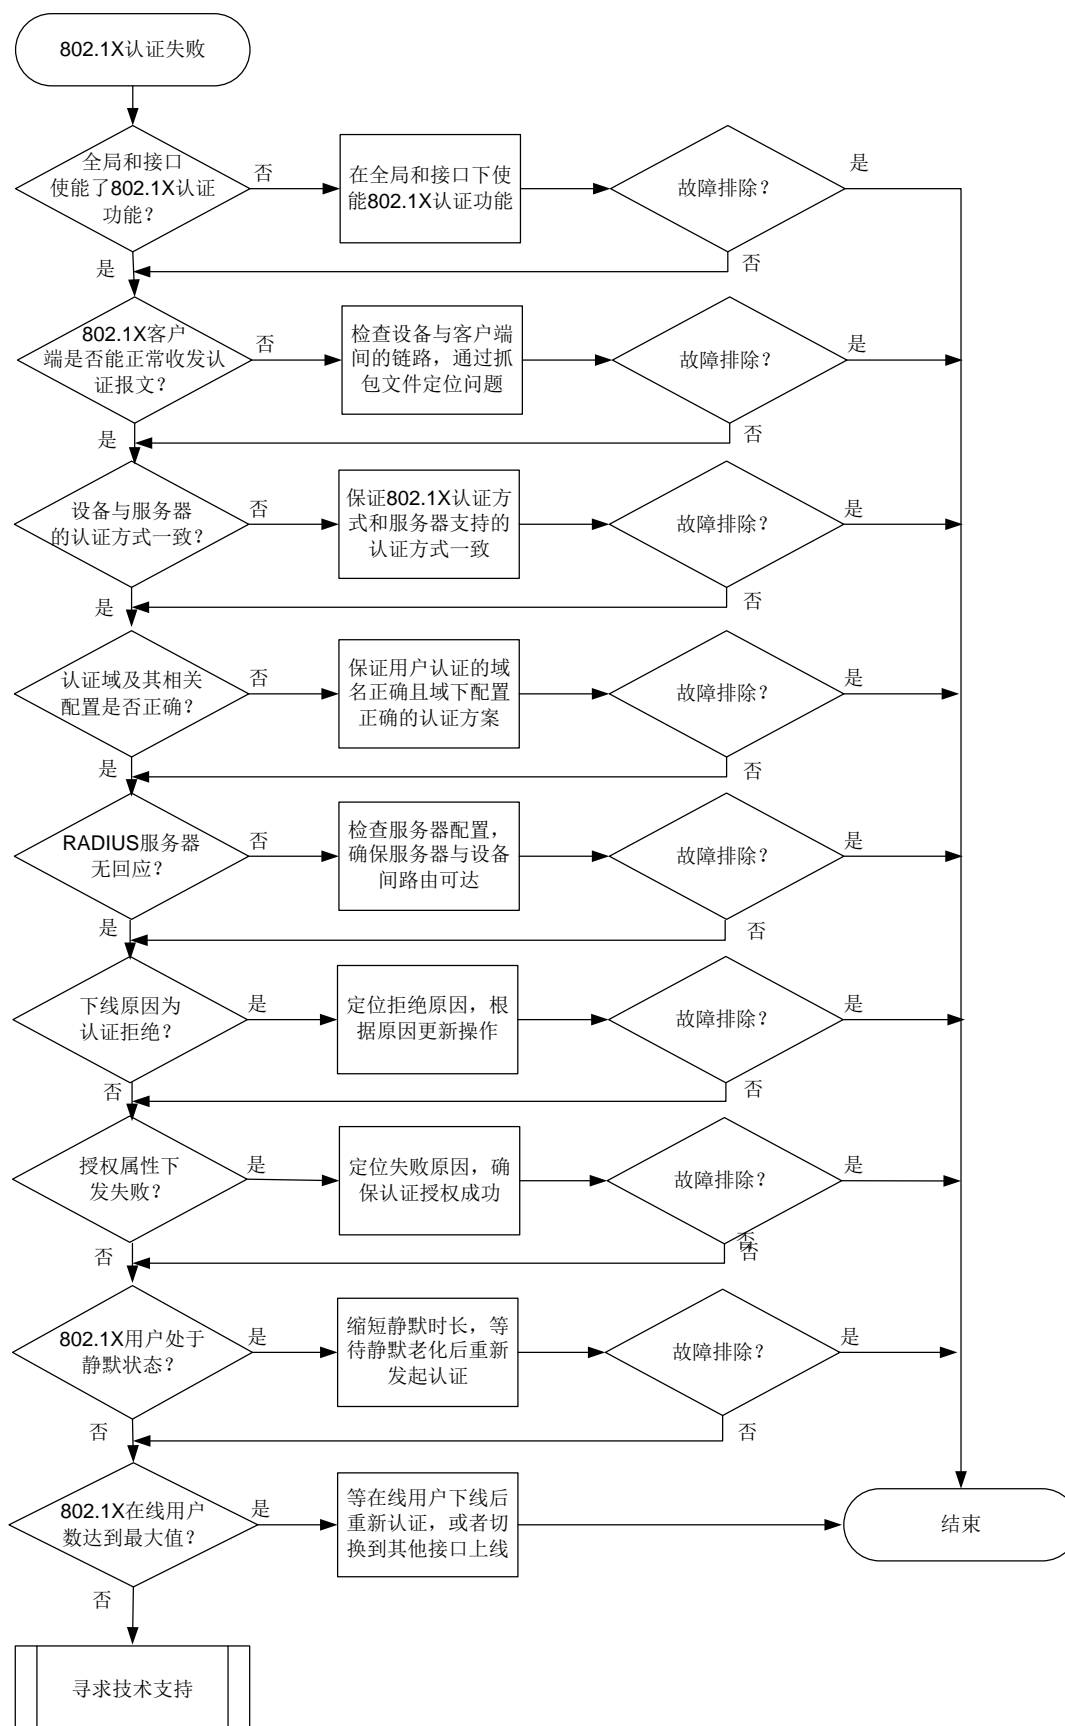 802.1X认证失败
全局和接口
使能了802.1X认证
功能？
否
在全局和接口下使
能802.1X认证功能
故障排除？
是
是
否
802.1X客户
端是否能正常收发认
证报文？
否
检查设备与客户端
间的链路，通过抓
包文件定位问题
故障排除？
是
是
否
设备与服务器
的认证方式一致？
否
保证802.1X认证方
式和服务器支持的
认证方式一致
故障排除？
是
是
否
认证域及其相关
配置是否正确？
否
保证用户认证的域
名正确且域下配置
正确的认证方案
故障排除？
是
是
否
RADIUS服务器
无回应？
否
检查服务器配置，
确保服务器与设备
间路由可达
故障排除？
是
是
否
下线原因为
认证拒绝？
是
定位拒绝原因，根
据原因更新操作
故障排除？
是
否
否
授权属性下
发失败？
是
定位失败原因，确
保认证授权成功
故障排除？
是
否
否
否
802.1X用户处于
静默状态？
是
缩短静默时长，等
待静默老化后重新
发起认证
故障排除？
是
否
否
802.1X在线用户
数达到最大值？
是
等在线用户下线后
重新认证，或者切
换到其他接口上线
结束
否
寻求技术支持